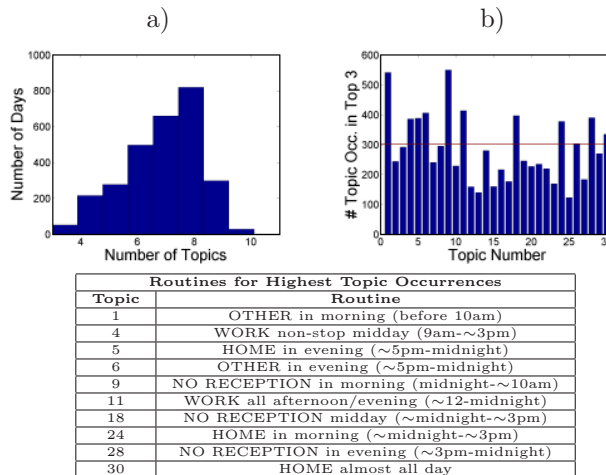 a) b)
1000
800
600
400
200
0
Number of Days
4 6 8 10
Number of Topics
600
500
400
300
200
100
0
# Topic Occ. in Top 3
0 5 10 15 20 25 30
Topic Number
Routines for Highest Topic Occurrences
Topic Routine
1 OTHER in morning (before 10am)
4 WORK non-stop midday (9am-∼3pm)
5 HOME in evening (∼5pm-midnight)
6 OTHER in evening (∼5pm-midnight)
9 NO RECEPTION in morning (midnight-∼10am)
11 WORK all afternoon/evening (∼12-midnight)
18 NO RECEPTION midday (∼midnight-∼3pm)
24 HOME in morning (∼midnight-∼3pm)
28 NO RECEPTION in evening (∼3pm-midnight)
30 HOME almost all day